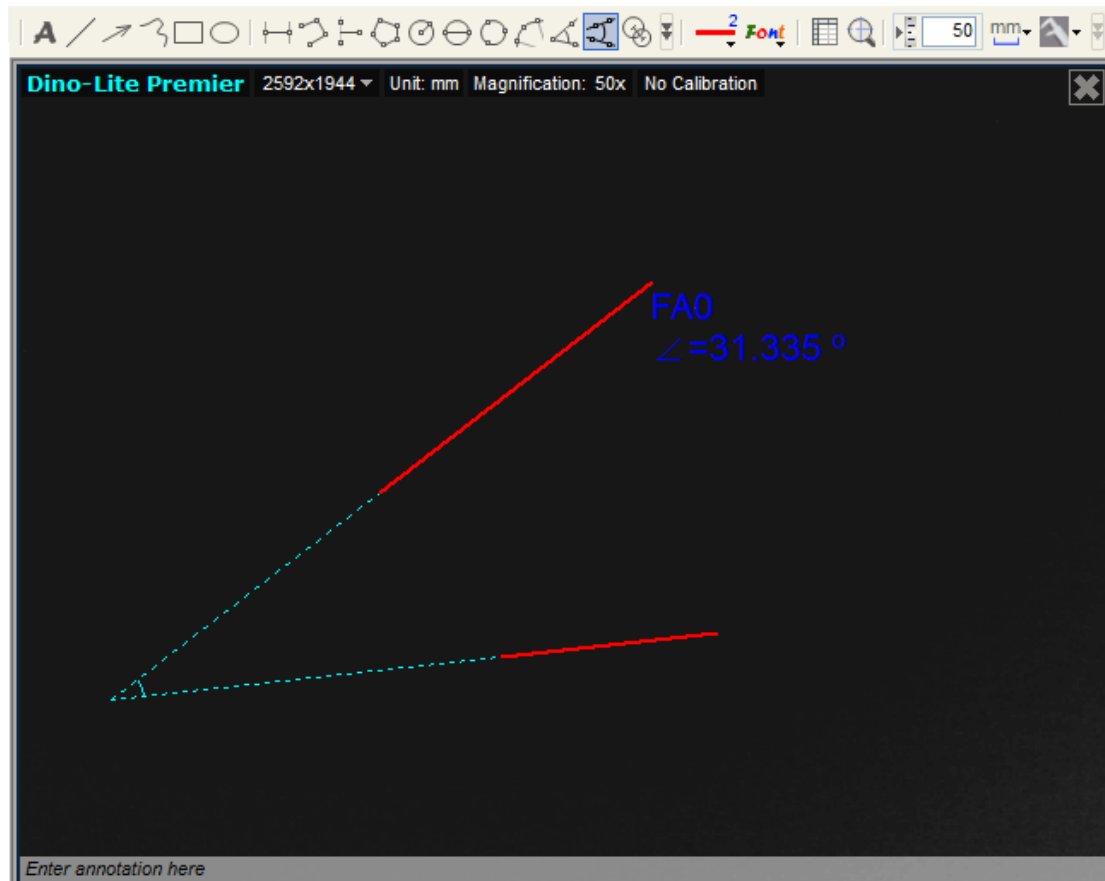 A 2 Font 50 mm
Dino-Lite Premier 2592x1944 Unit: mm Magnification: 50x No Calibration
FA0
∠=31.335 º
Enter annotation here